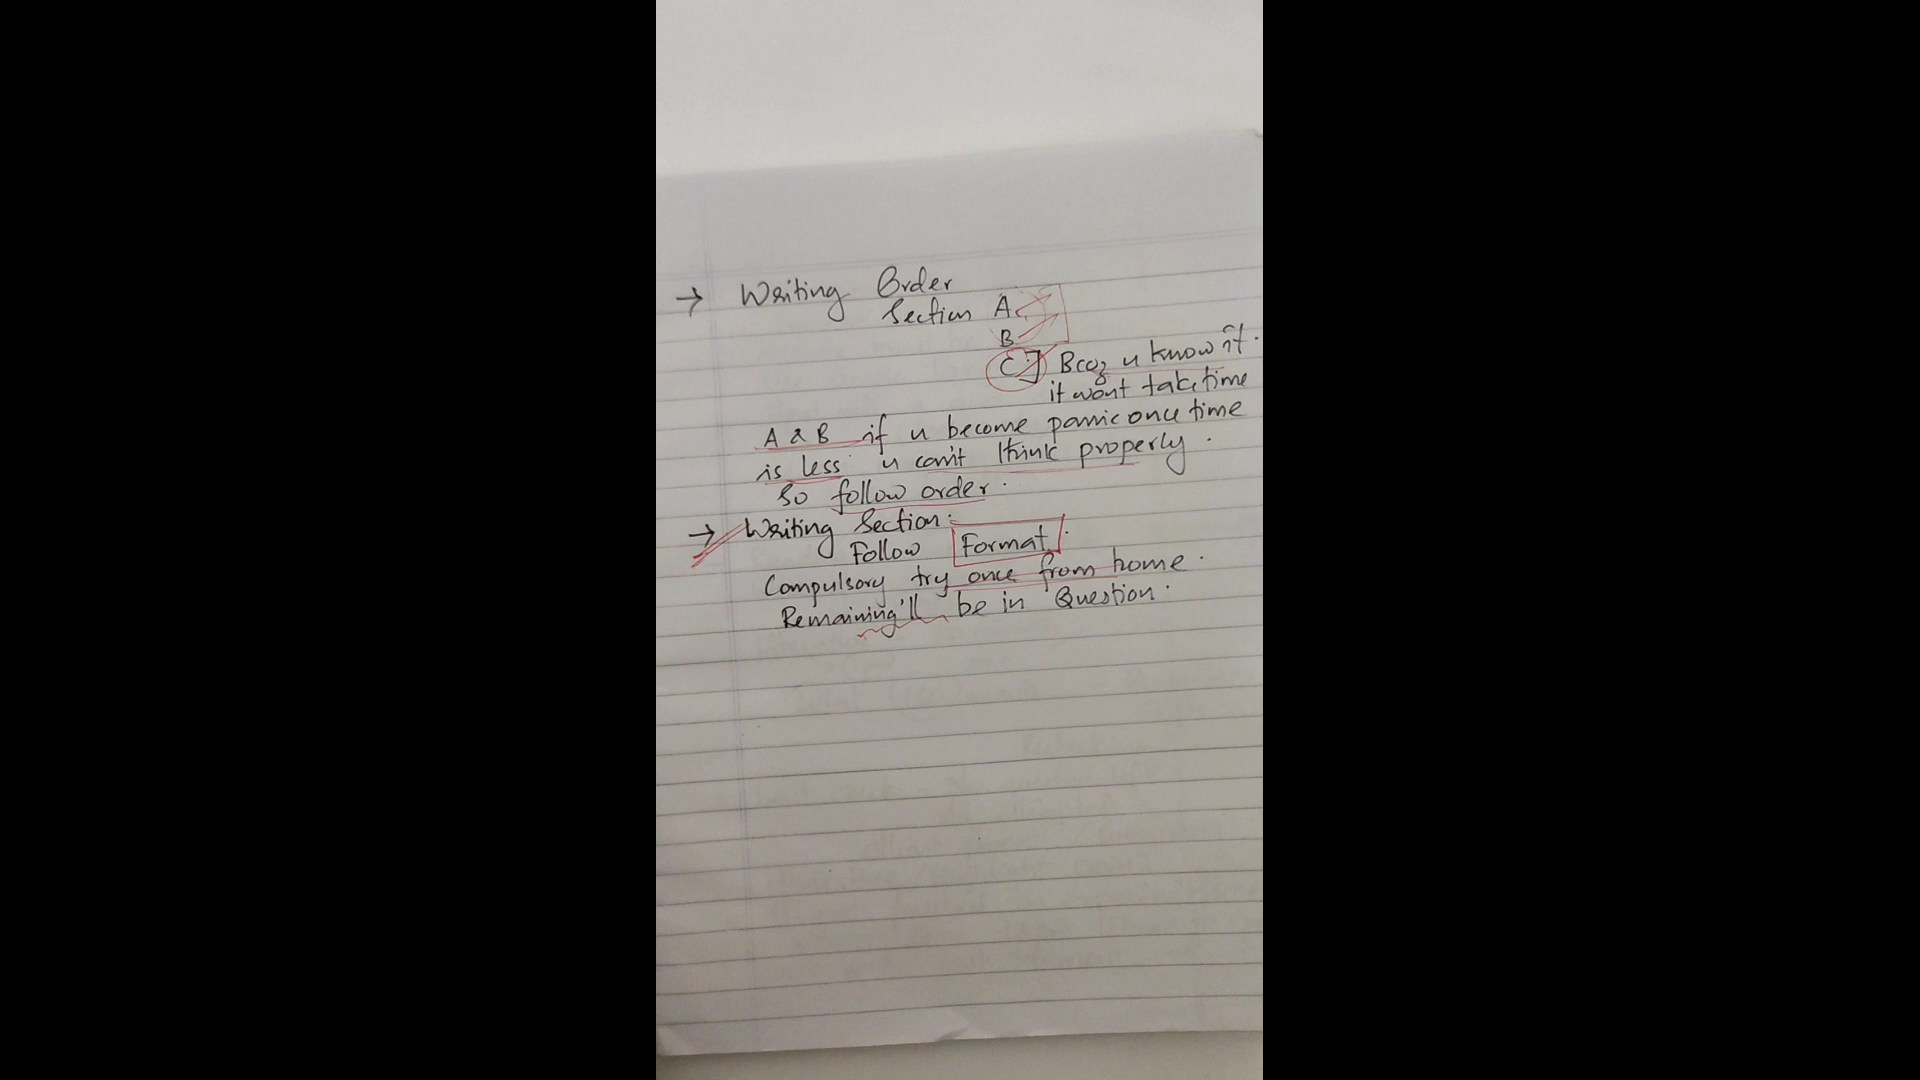 → Writing Order
Section A
B
C] Bcoz u know it.
it won't take time
A & B if u become panic once time
is less u can't think properly.
So follow order.
→ Writing Section:
Follow Format.
Compulsory try once from home.
Remaining'll be in Question.